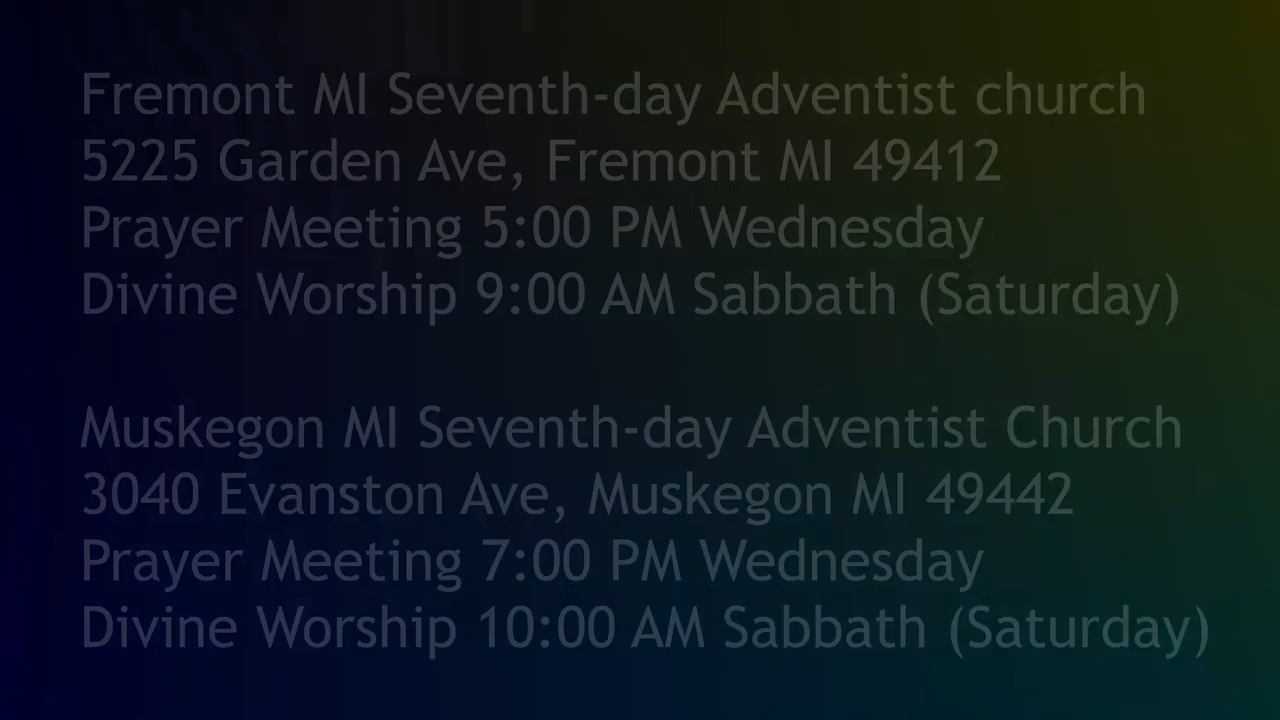 Fremont MI Seventh-day Adventist church
5225 Garden Ave, Fremont MI 49412
Prayer Meeting 5:00 PM Wednesday
Divine Worship 9:00 AM Sabbath (Saturday)
Muskegon MI Seventh-day Adventist Church
3040 Evanston Ave, Muskegon MI 49442
Prayer Meeting 7:00 PM Wednesday
Divine Worship 10:00 AM Sabbath (Saturday)